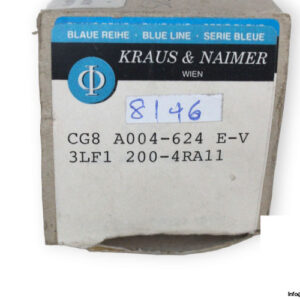 BLAUE REIHE · BLUE LINE · SERIE BLEUE
KRAUS & NAIMER
WIEN
8146
CG8 A004-624 E-V
3LF1 200-4RA11